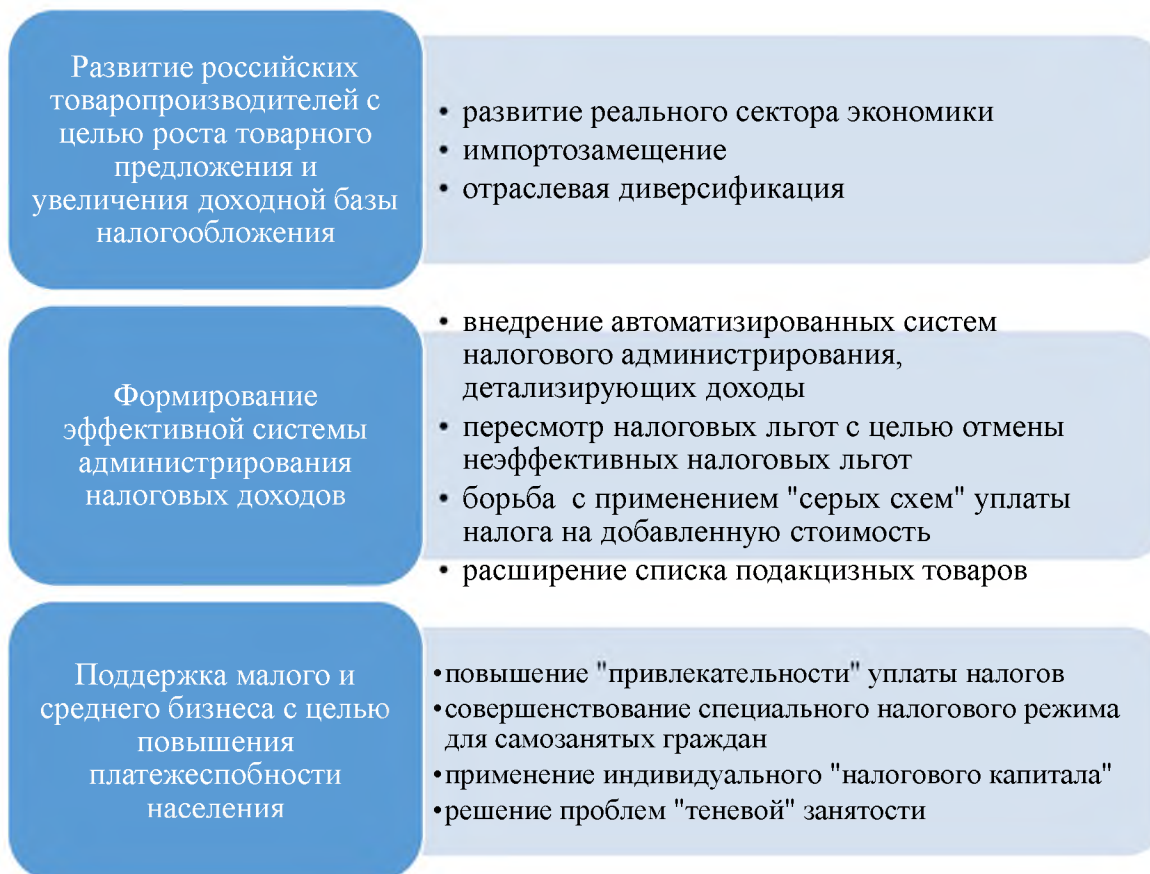 Развитие российских
товаропроизводителей с
целью роста товарного
предложения и
увеличения доходной базы
налогообложения
• развитие реального сектора экономики
• импортозамещение
• отраслевая диверсификация
Формирование
эффективной системы
администрирования
налоговых доходов
• внедрение автоматизированных систем
налогового администрирования,
детализирующих доходы
• пересмотр налоговых льгот с целью отмены
неэффективных налоговых льгот
• борьба с применением "серых схем" уплаты
налога на добавленную стоимость
• расширение списка подакцизных товаров
Поддержка малого и
среднего бизнеса с целью
повышения
платежеспобности
населения
•повышение "привлекательности" уплаты налогов
•совершенствование специального налогового режима
для самозанятых граждан
•применение индивидуального "налогового капитала"
•решение проблем "теневой" занятости